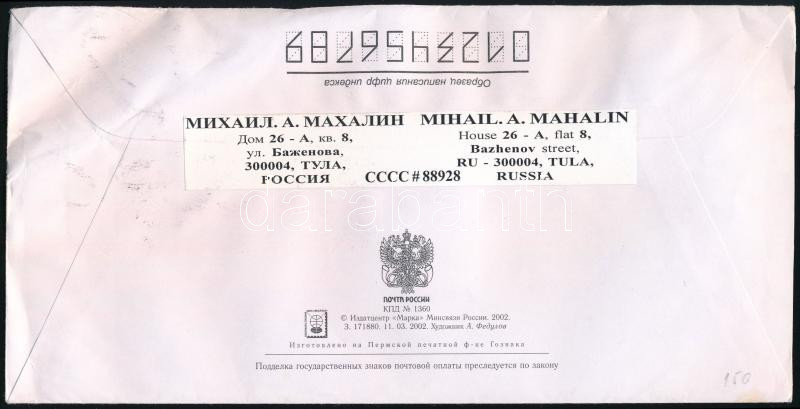 0123456789
Образец написания цифр индекса
МИХАИЛ. А. МАХАЛИН MIHAIL. A. MAHALIN
Дом 26 - А, кв. 8, House 26 - A, flat 8,
ул. Баженова, Bazhenov street,
300004, ТУЛА, RU - 300004, TULA,
РОССИЯ CCCC # 88928 RUSSIA
darabanth
ПОЧТА РОССИИ
КПД № 1360
© Издатцентр «Марка» Минсвязи России. 2002.
З. 171880. 11. 03. 2002. Художник А. Федулов
Изготовлено на Пермской печатной ф-ке Гознака
Подделка государственных знаков почтовой оплаты преследуется по закону
150